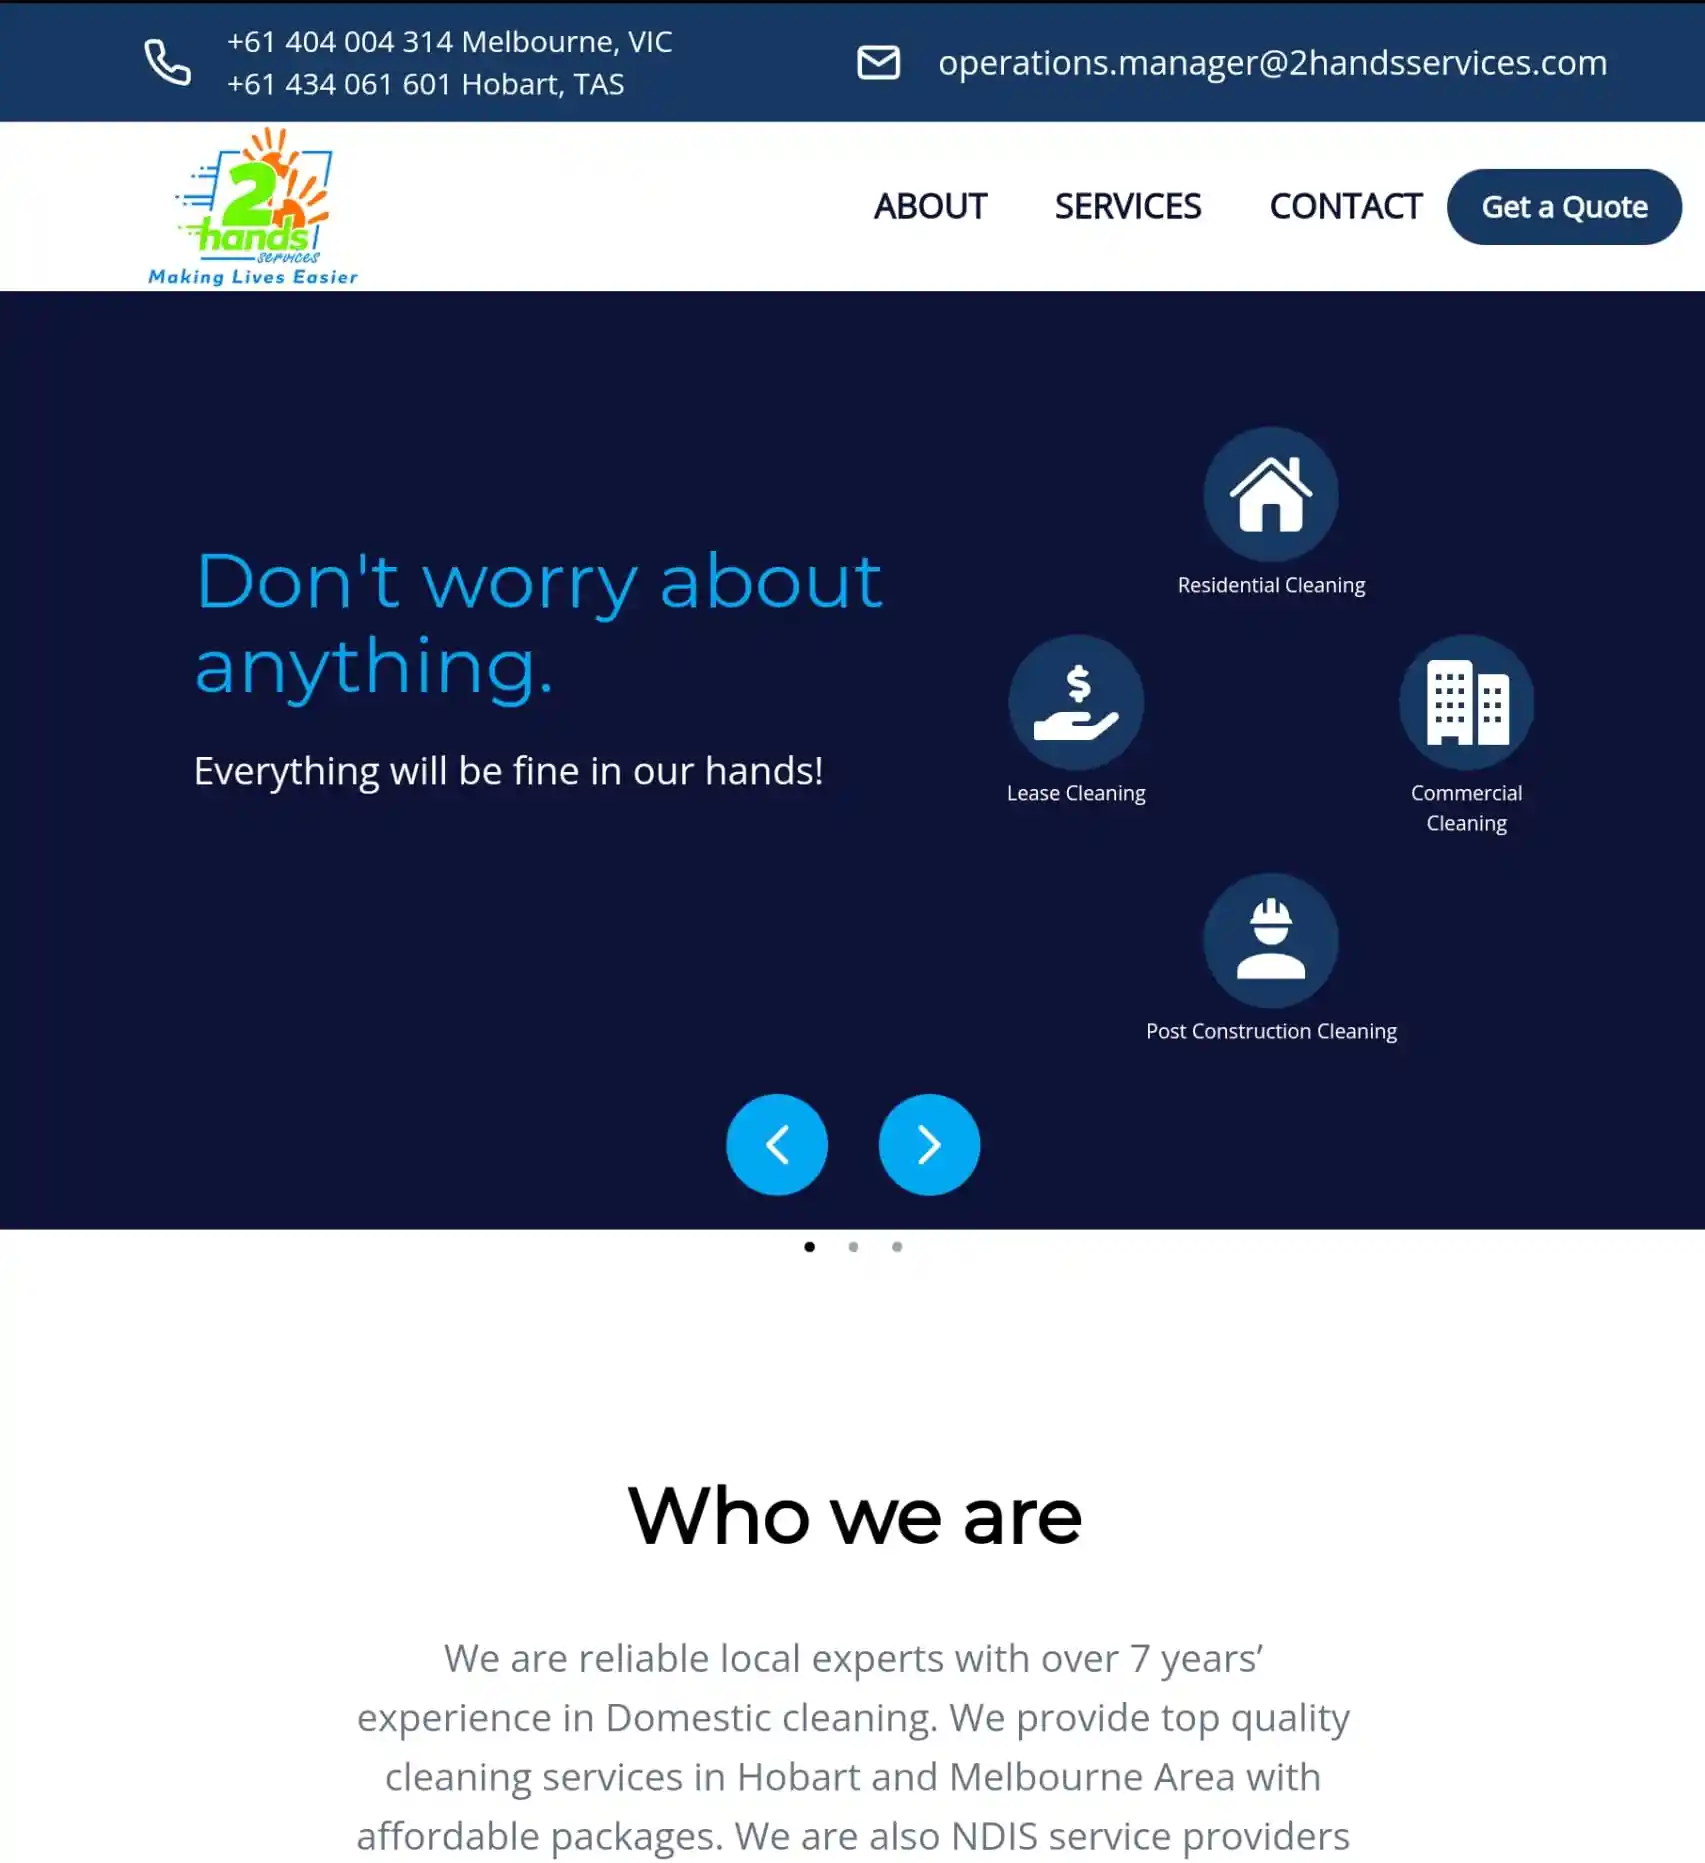 +61 404 004 314 Melbourne, VIC
+61 434 061 601 Hobart, TAS
operations.manager@2handsservices.com
2
hands
services
Making Lives Easier
ABOUT
SERVICES
CONTACT
Get a Quote
Don't worry about
anything.
Everything will be fine in our hands!
Residential Cleaning
Lease Cleaning
Commercial
Cleaning
Post Construction Cleaning
Who we are
We are reliable local experts with over 7 years’
experience in Domestic cleaning. We provide top quality
cleaning services in Hobart and Melbourne Area with
affordable packages. We are also NDIS service providers